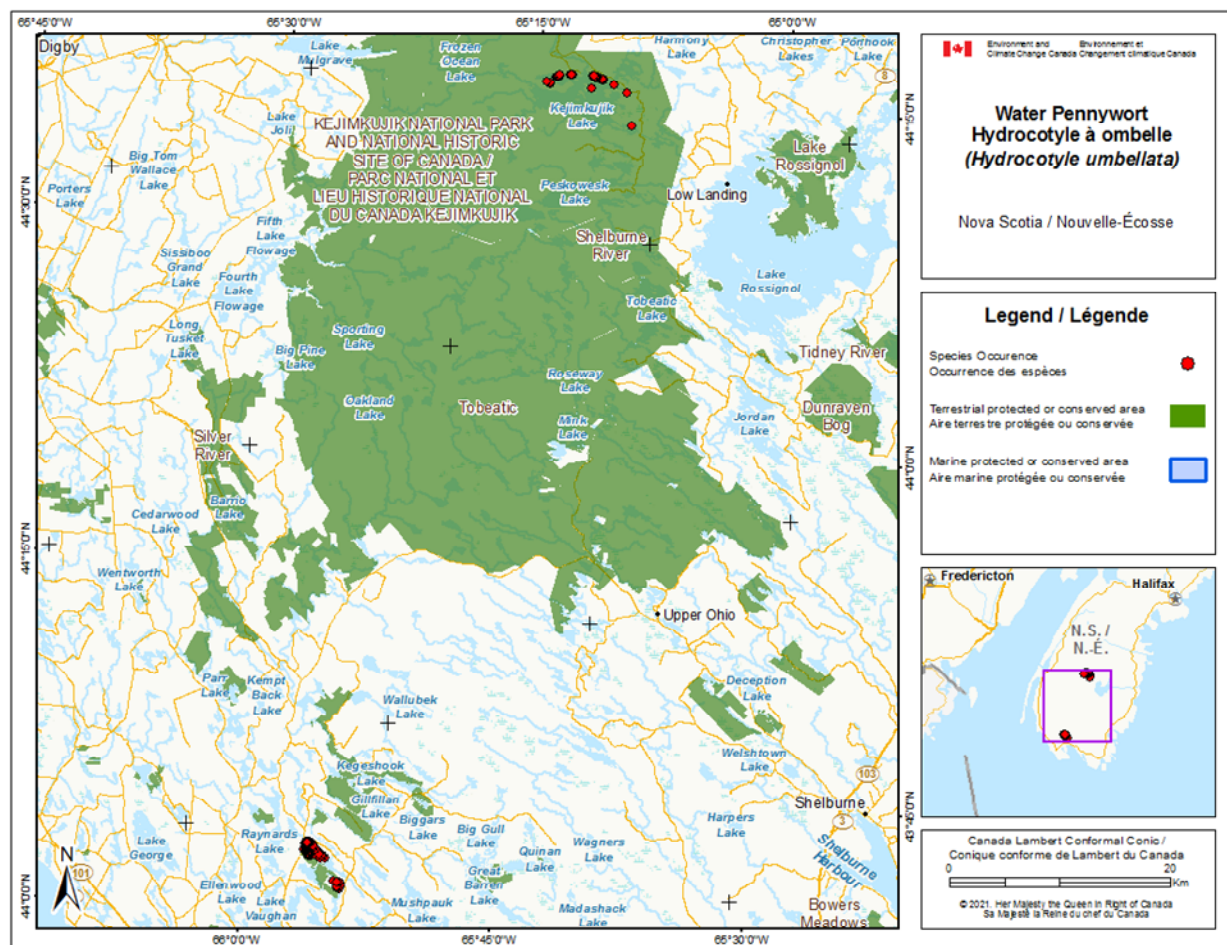 65°45'0"W
65°30'0"W
65°15'0"W
65°0'0"W
Digby
Lake
Mulgrave
Frozen
Ocean
Lake
Harmony
Lake
Christopher
Lakes
Ponhook
Lake
8
Kejimkujik
Lake
44°15'0"N
Lake
Joli
KEJIMKUJIK NATIONAL PARK
AND NATIONAL HISTORIC
SITE OF CANADA /
PARC NATIONAL ET
LIEU HISTORIQUE NATIONAL
DU CANADA KEJIMKUJIK
Big Tom
Wallace
Lake
Porters
Lake
44°30'0"N
Peskowesk
Lake
Low Landing
Lake
Rossignol
Fifth
Lake
Flowage
Shelburne
River
Sissiboo
Grand
Lake
Fourth
Lake
Flowage
Lake
Rossignol
Tobeatic
Lake
Long
Tusket
Lake
Sporting
Lake
Big Pine
Lake
Tidney River
Roseway
Lake
Oakland
Lake
Tobeatic
Mink
Lake
Jordan
Lake
Dunraven
Bog
Silver
River
44°0'0"N
Barrio
Lake
Cedarwood
Lake
44°15'0"N
Wentworth
Lake
Upper Ohio
Parr
Lake
Kempt
Back
Lake
Wallubek
Lake
Deception
Lake
Welshtown
Lake
103
Kegeshook
Lake
Gillfillan
Lake
Biggars
Lake
Shelburne
3
43°45'0"N
Lake
George
Raynards
Lake
Big Gull
Lake
Quinan
Lake
Wagners
Lake
Harpers
Lake
Shelburne
Harbour
N
101
44°0'0"N
Ellenwood
Lake
Lake
Vaughan
Great
Barren
Lake
Mushpauk
Lake
Madashack
Lake
Bowers
Meadows
66°0'0"W
65°45'0"W
65°30'0"W
Environment and
Climate Change Canada
Environnement et
Changement climatique Canada
Water Pennywort
Hydrocotyle à ombelle
(Hydrocotyle umbellata)
Nova Scotia / Nouvelle-Écosse
Legend / Légende
Species Occurence
Occurrence des espèces
Terrestrial protected or conserved area
Aire terrestre protégée ou conservée
Marine protected or conserved area
Aire marine protégée ou conservée
Fredericton
Halifax
N.S. /
N.-É.
Canada Lambert Conformal Conic /
Conique conforme de Lambert du Canada
0 20
Km
© 2021. Her Majesty the Queen in Right of Canada
Sa Majesté la Reine du chef du Canada